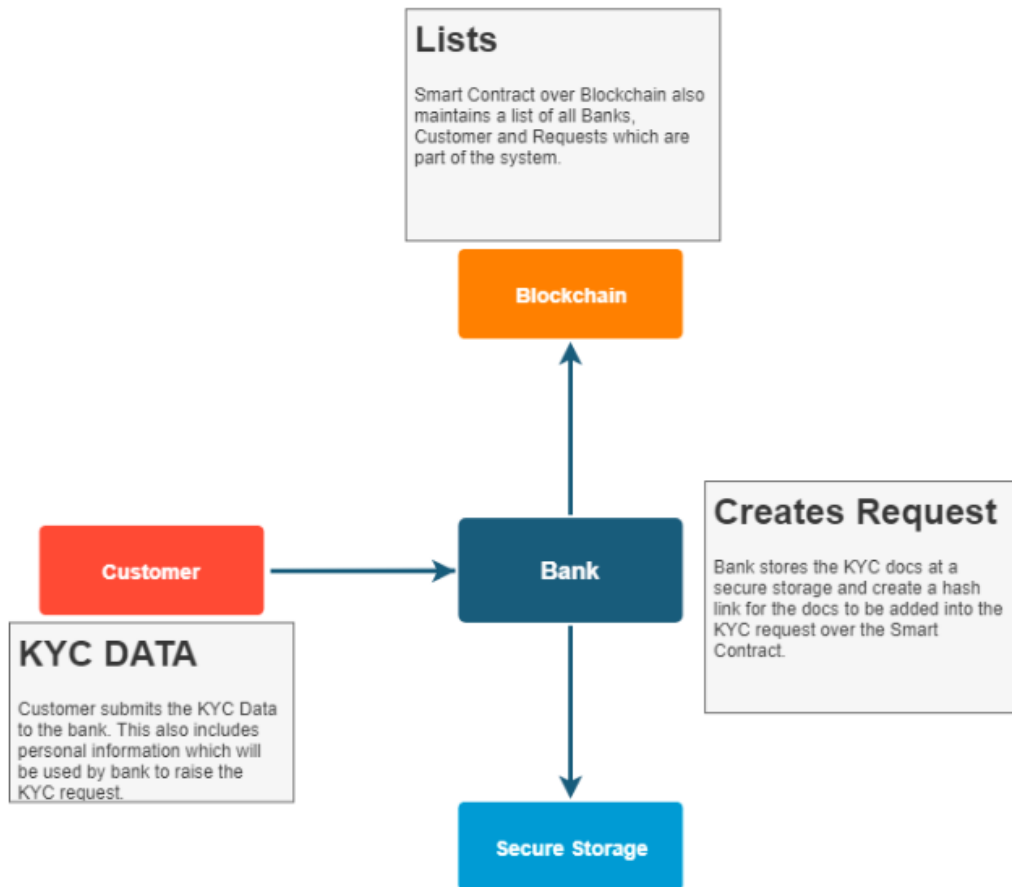 Lists
Smart Contract over Blockchain also
maintains a list of all Banks,
Customer and Requests which are
part of the system.
Blockchain
Customer
Bank
Creates Request
Bank stores the KYC docs at a
secure storage and create a hash
link for the docs to be added into the
KYC request over the Smart
Contract.
KYC DATA
Customer submits the KYC Data
to the bank. This also includes
personal information which will
be used by bank to raise the
KYC request.
Secure Storage